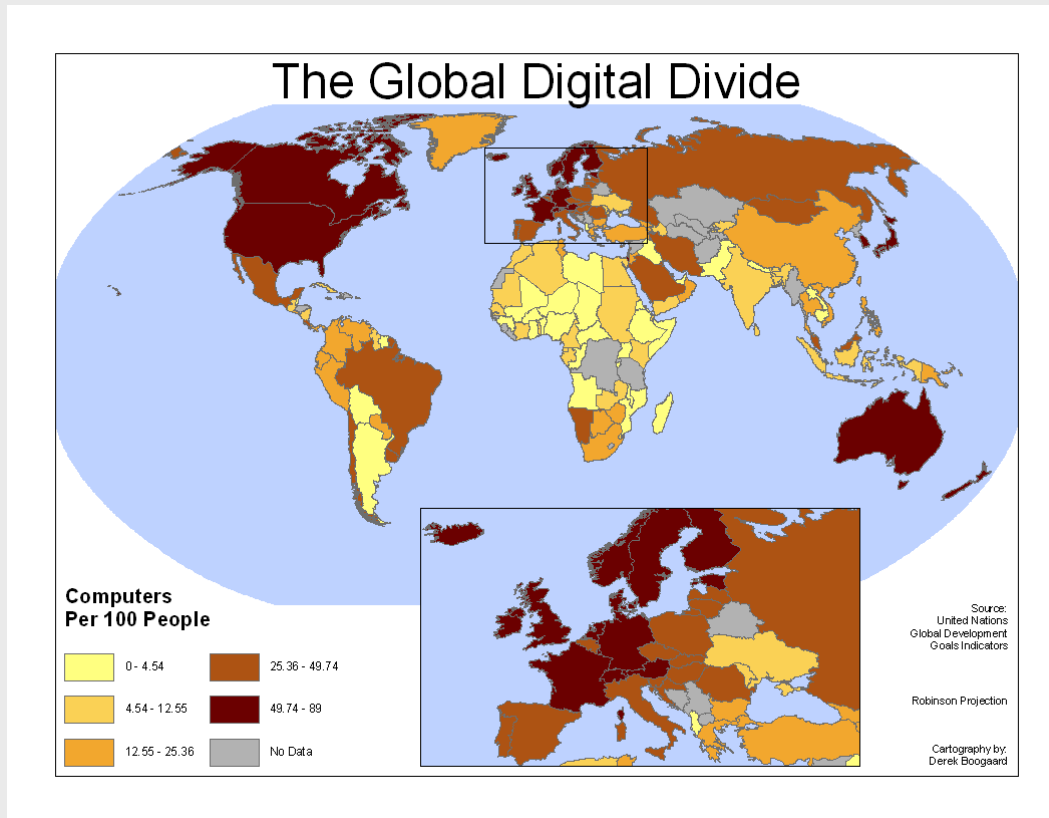 The Global Digital Divide
Computers
Per 100 People
0 - 4.54
25.36 - 49.74
4.54 - 12.55
49.74 - 89
12.55 - 25.36
No Data
Source:
United Nations
Global Development
Goals Indicators
Robinson Projection
Cartography by:
Derek Boogaard